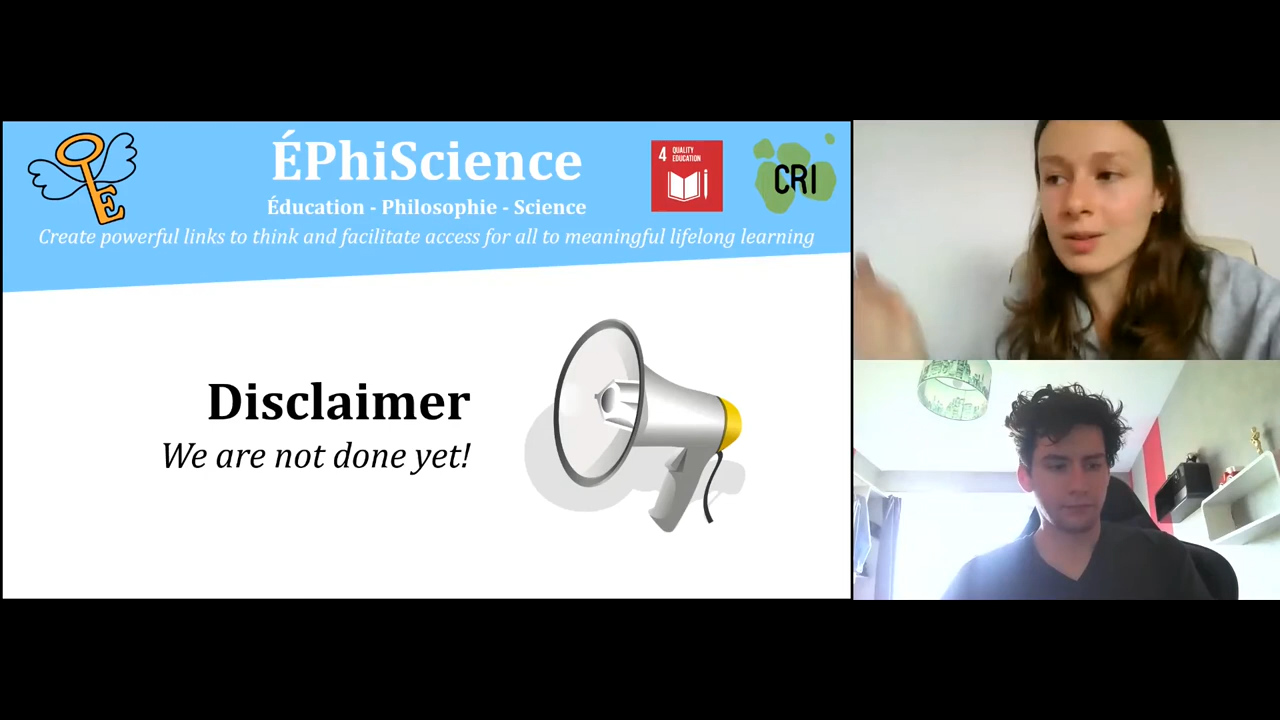 ÉPhiScience
Éducation - Philosophie - Science
Create powerful links to think and facilitate access for all to meaningful lifelong learning
4 QUALITY
EDUCATION
CRI
E
Disclaimer
We are not done yet!